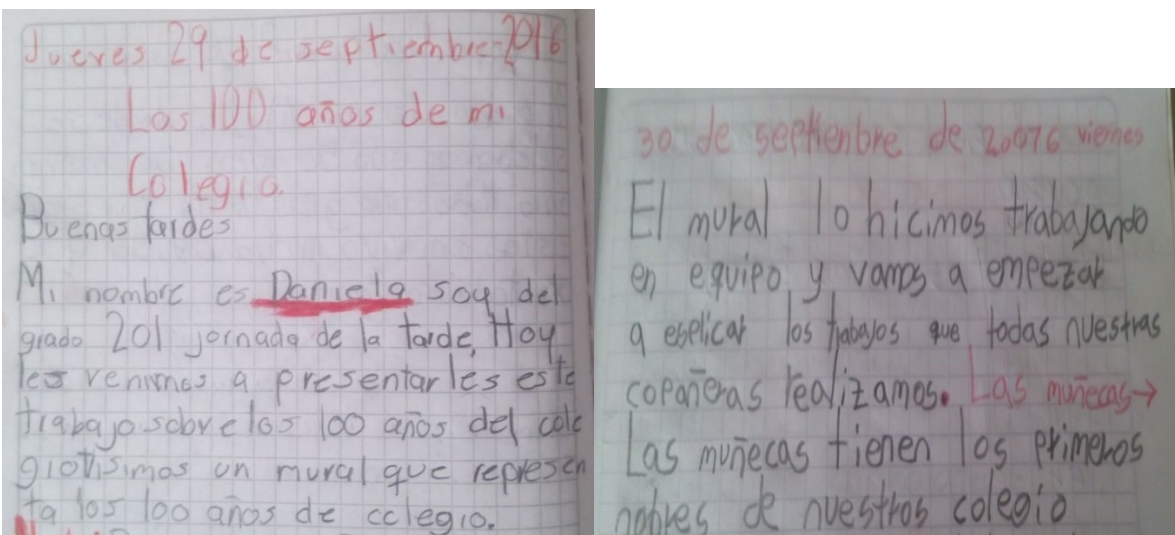 Jueves 29 de septiembre-2016
Los 100 años de mi
Colegio.
Buenas tardes
Mi nombre es Daniela soy del
grado 201 jornada de la tarde, Hoy
les venimos a presentarles este
trabajo sobre los 100 años del cole
giovisimos un mural que represen
ta los 100 años de colegio.
30 de septienbre de 20076 viernes
El mural lo hicimos trabajando
en equipo y vamos a empezar
a esplicar los trabajos que todas nuestras
copañeras realizamos. Las muñecas→
Las muñecas tienen los primeros
nobres de nuestros colegio